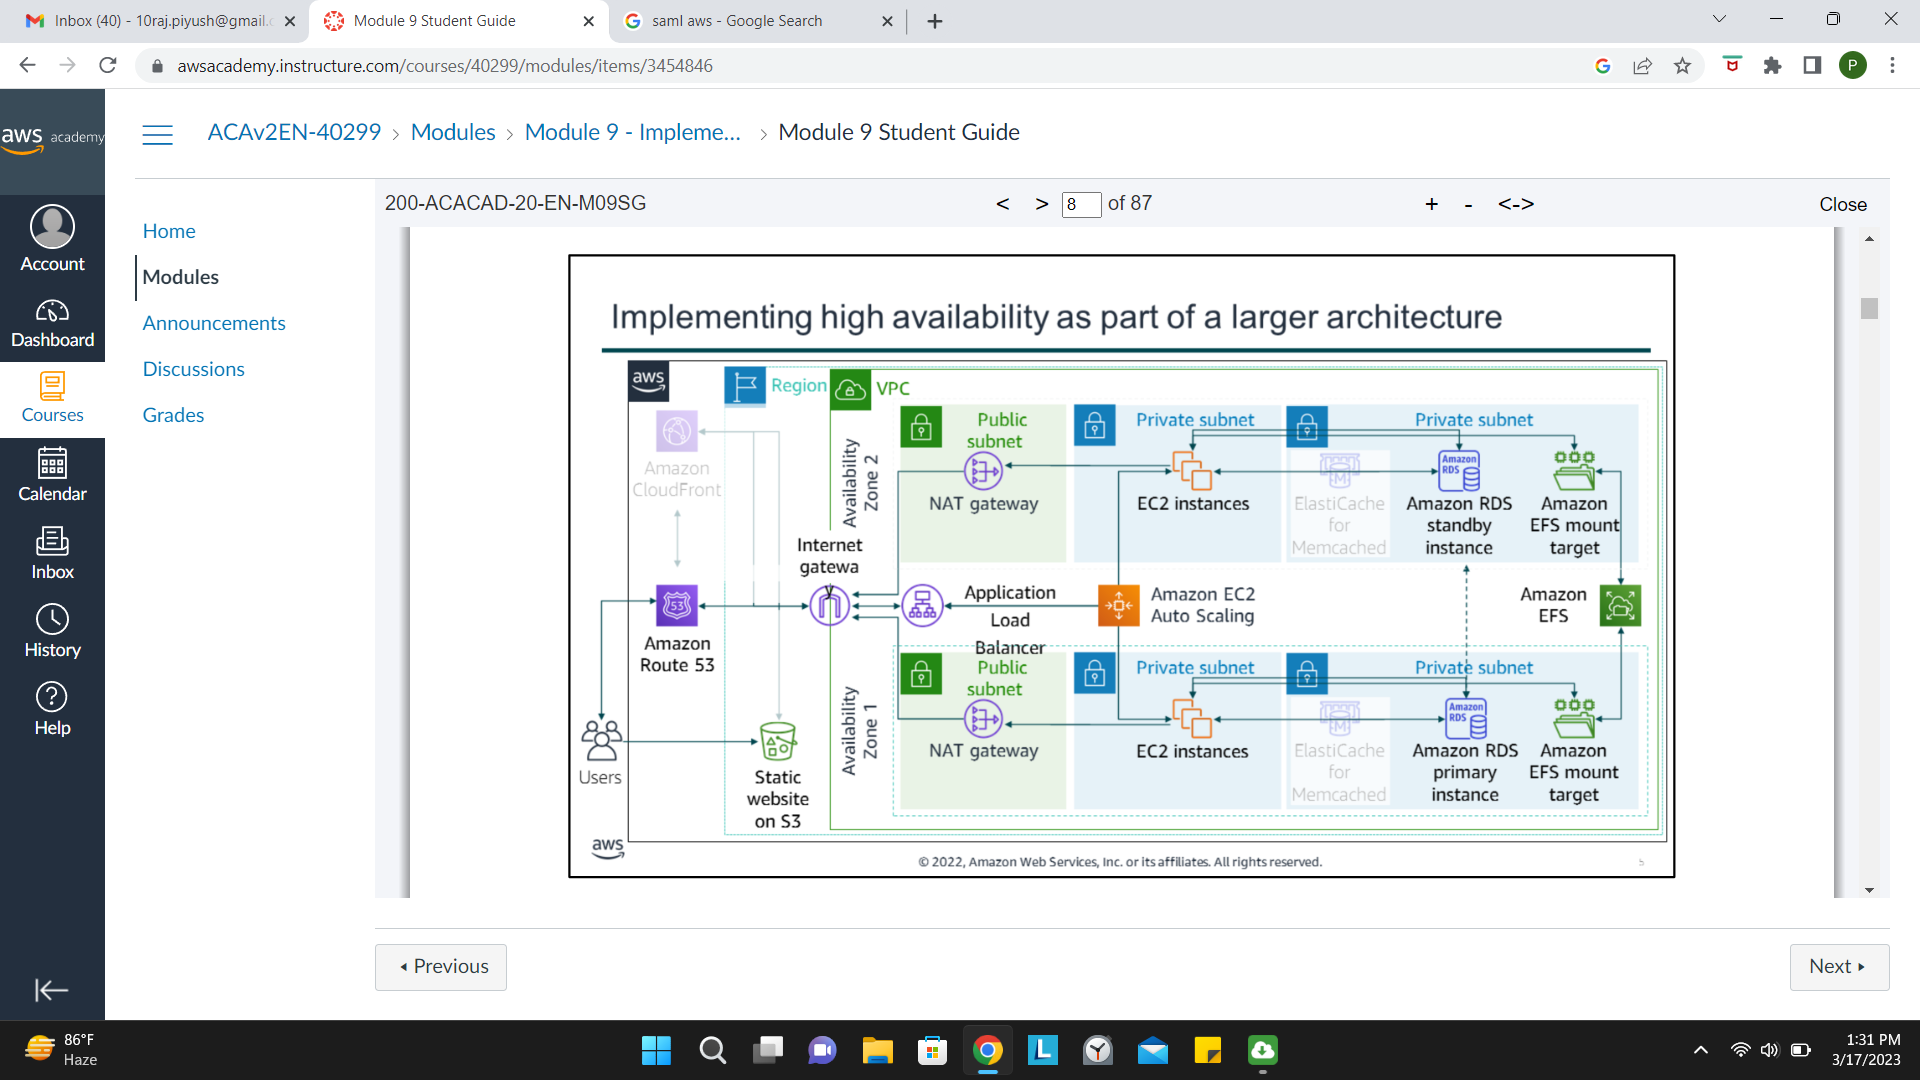 Inbox (40) - 10raj.piyush@gmail.c
Module 9 Student Guide
saml aws - Google Search
awsacademy.instructure.com/courses/40299/modules/items/3454846
P
aws academy
ACAv2EN-40299 › Modules › Module 9 - Impleme... › Module 9 Student Guide
Account
Dashboard
Courses
Calendar
Inbox
History
Help
Home
Modules
Announcements
Discussions
Grades
200-ACACAD-20-EN-M09SG
< > 8 of 87
+ - <->
Close
Implementing high availability as part of a larger architecture
aws
Region
VPC
Amazon
CloudFront
Availability
Zone 2
Public
subnet
NAT gateway
Private subnet
EC2 instances
Private subnet
ElastiCache
for
Memcached
Amazon
RDS
Amazon RDS
standby
instance
Amazon
EFS mount
target
Internet
gatewa
y
53
Amazon
Route 53
Application
Load
Balancer
Amazon EC2
Auto Scaling
Amazon
EFS
Availability
Zone 1
Public
subnet
NAT gateway
Private subnet
EC2 instances
Private subnet
ElastiCache
for
Memcached
Amazon
RDS
Amazon RDS
primary
instance
Amazon
EFS mount
target
Users
Static
website
on S3
aws
© 2022, Amazon Web Services, Inc. or its affiliates. All rights reserved.
5
Previous
Next
86°F
Haze
1:31 PM
3/17/2023